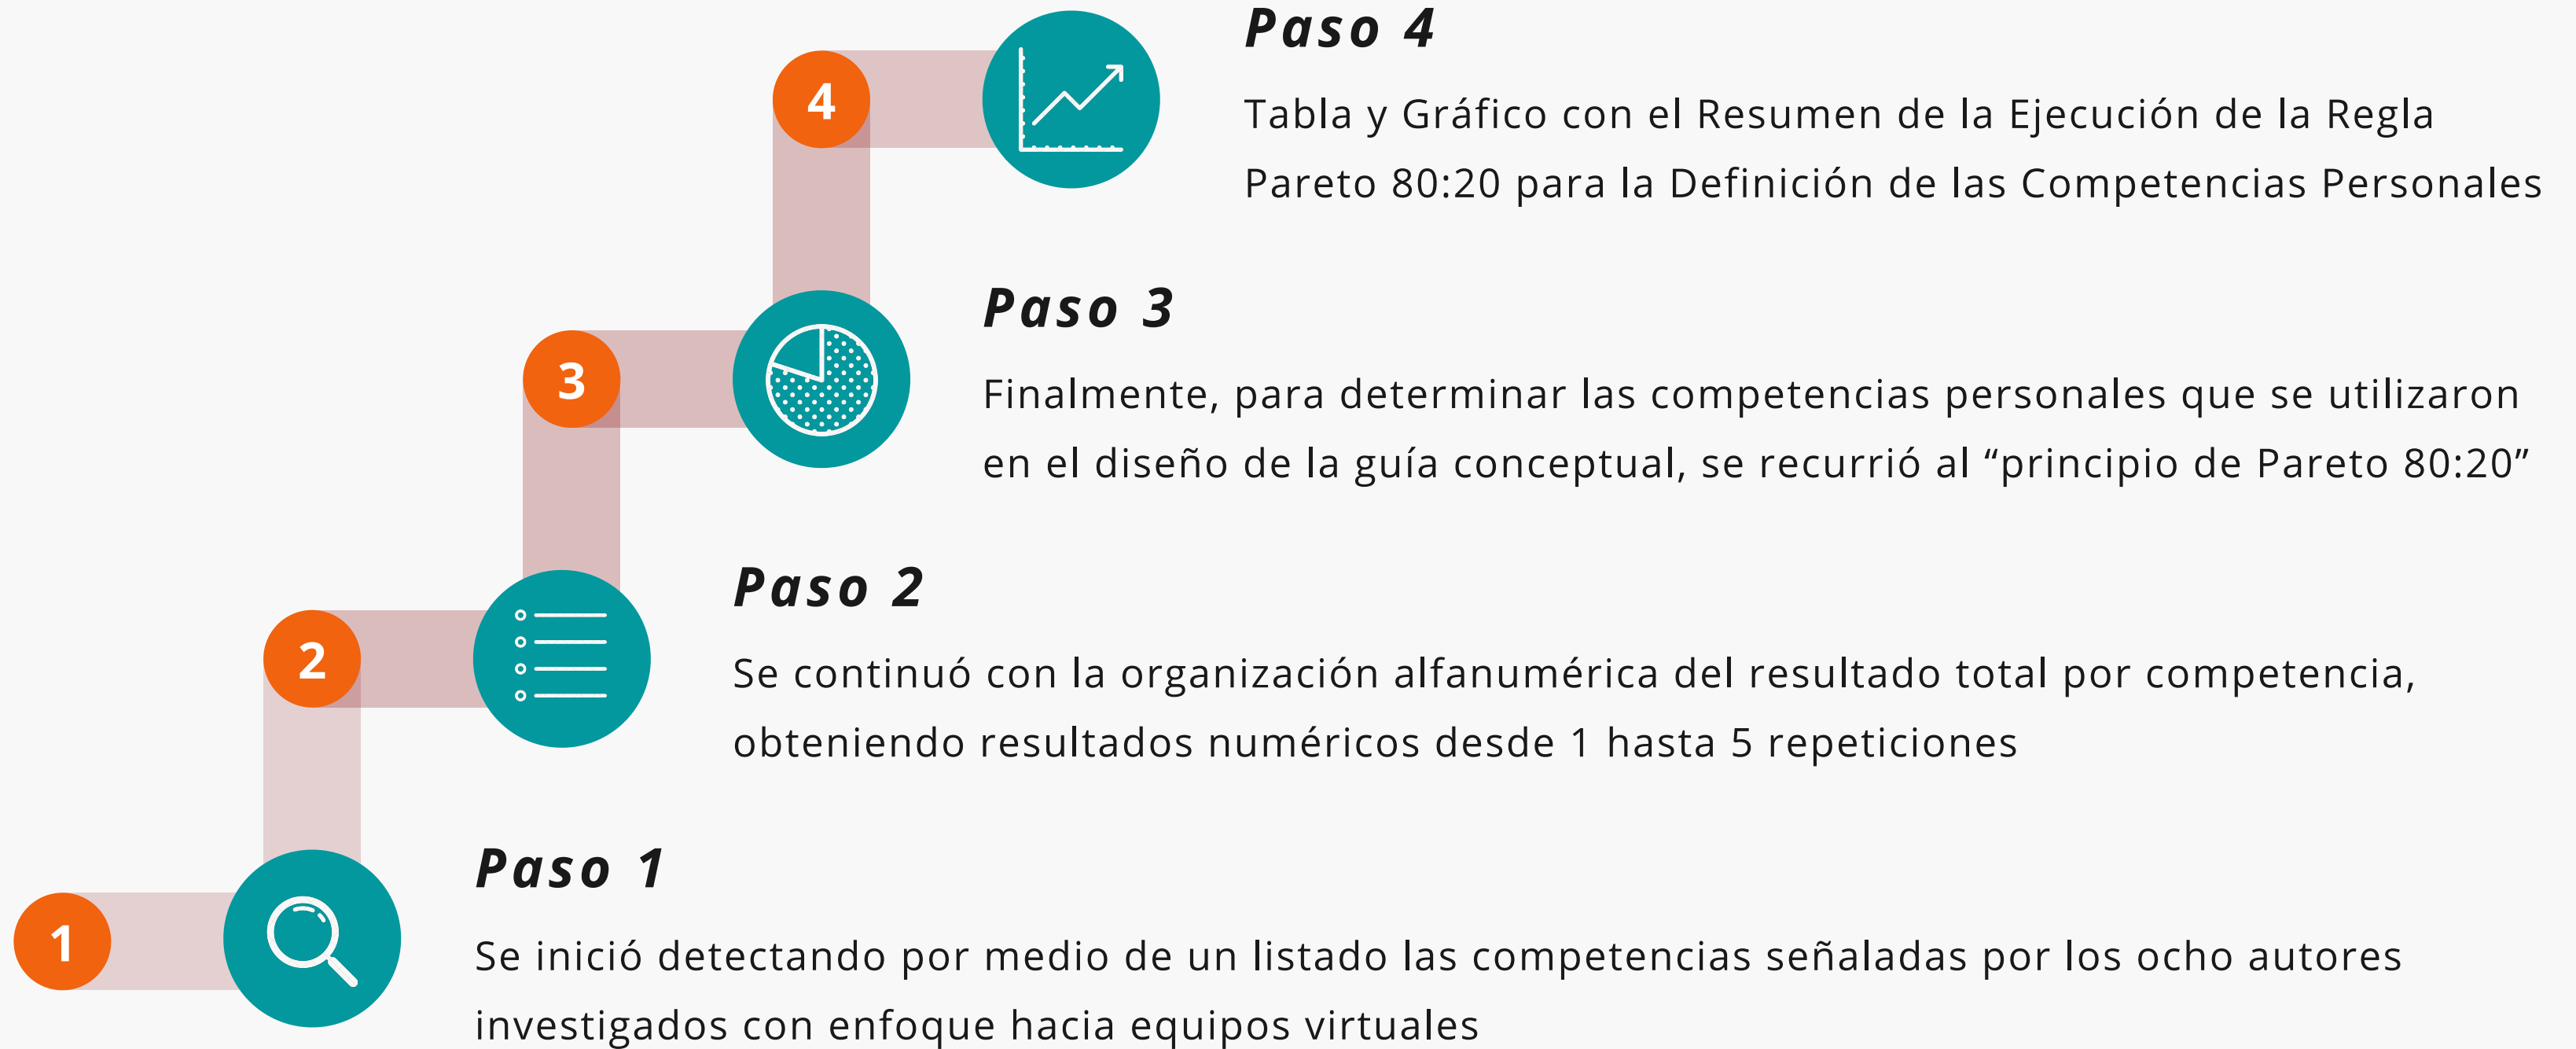 4
Paso 4
Tabla y Gráfico con el Resumen de la Ejecución de la Regla
Pareto 80:20 para la Definición de las Competencias Personales
3
Paso 3
Finalmente, para determinar las competencias personales que se utilizaron
en el diseño de la guía conceptual, se recurrió al “principio de Pareto 80:20”
2
Paso 2
Se continuó con la organización alfanumérica del resultado total por competencia,
obteniendo resultados numéricos desde 1 hasta 5 repeticiones
1
Paso 1
Se inició detectando por medio de un listado las competencias señaladas por los ocho autores
investigados con enfoque hacia equipos virtuales